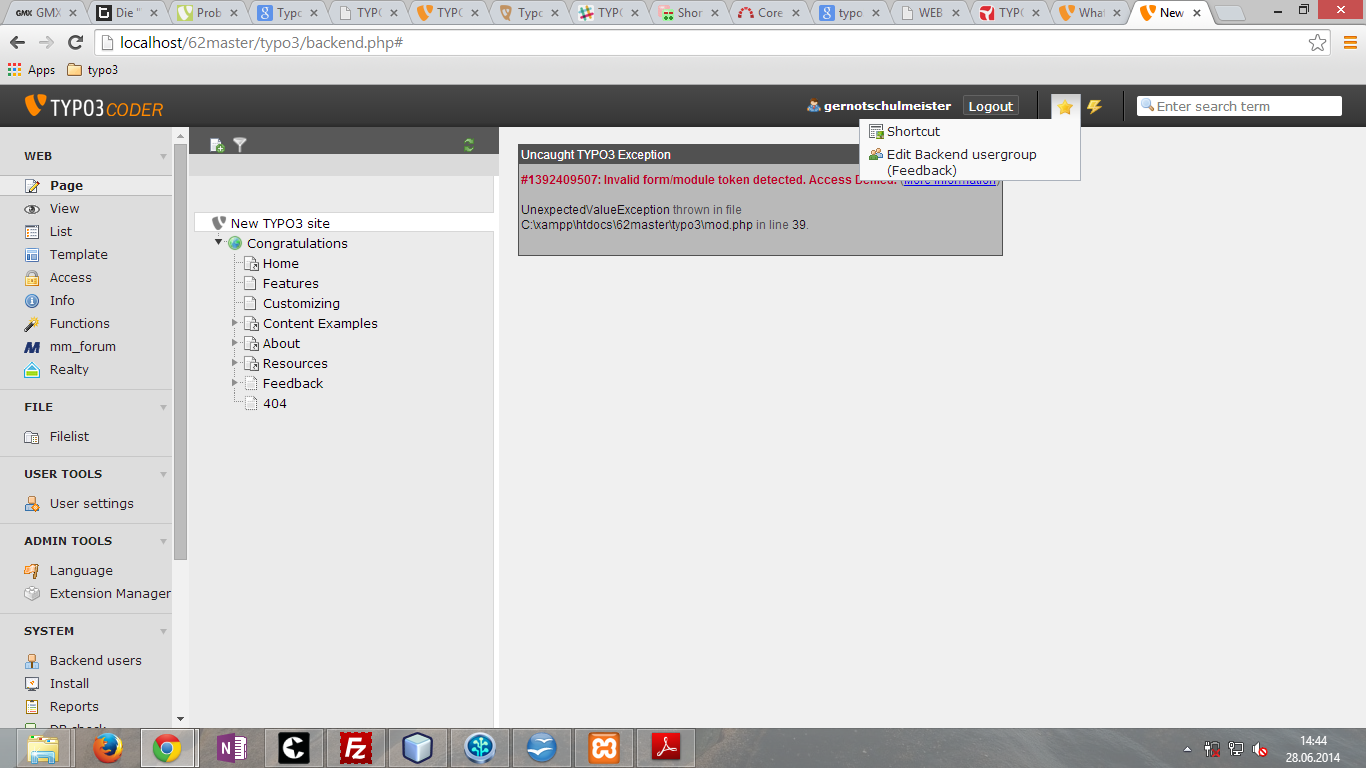 GMX GMX
Die "
Prob
Typo
TYPO
TYPO
Typo
TYPO
Shor
Core
typo
WEB
TYPO
What
New
localhost/62master/typo3/backend.php#
Apps
typo3
TYPO3CODER
gernotschulmeister
Logout
Enter search term
Shortcut
Edit Backend usergroup
(Feedback)
WEB
Page
View
List
Template
Access
Info
Functions
mm_forum
Realty
FILE
Filelist
USER TOOLS
User settings
ADMIN TOOLS
Language
Extension Manager
SYSTEM
Backend users
Install
Reports
DB check
New TYPO3 site
Congratulations
Home
Features
Customizing
Content Examples
About
Resources
Feedback
404
Uncaught TYPO3 Exception
#1392409507: Invalid form/module token detected. Access Denied. (More information)
UnexpectedValueException thrown in file
C:\xampp\htdocs\62master\typo3\mod.php in line 39.
14:44
28.06.2014